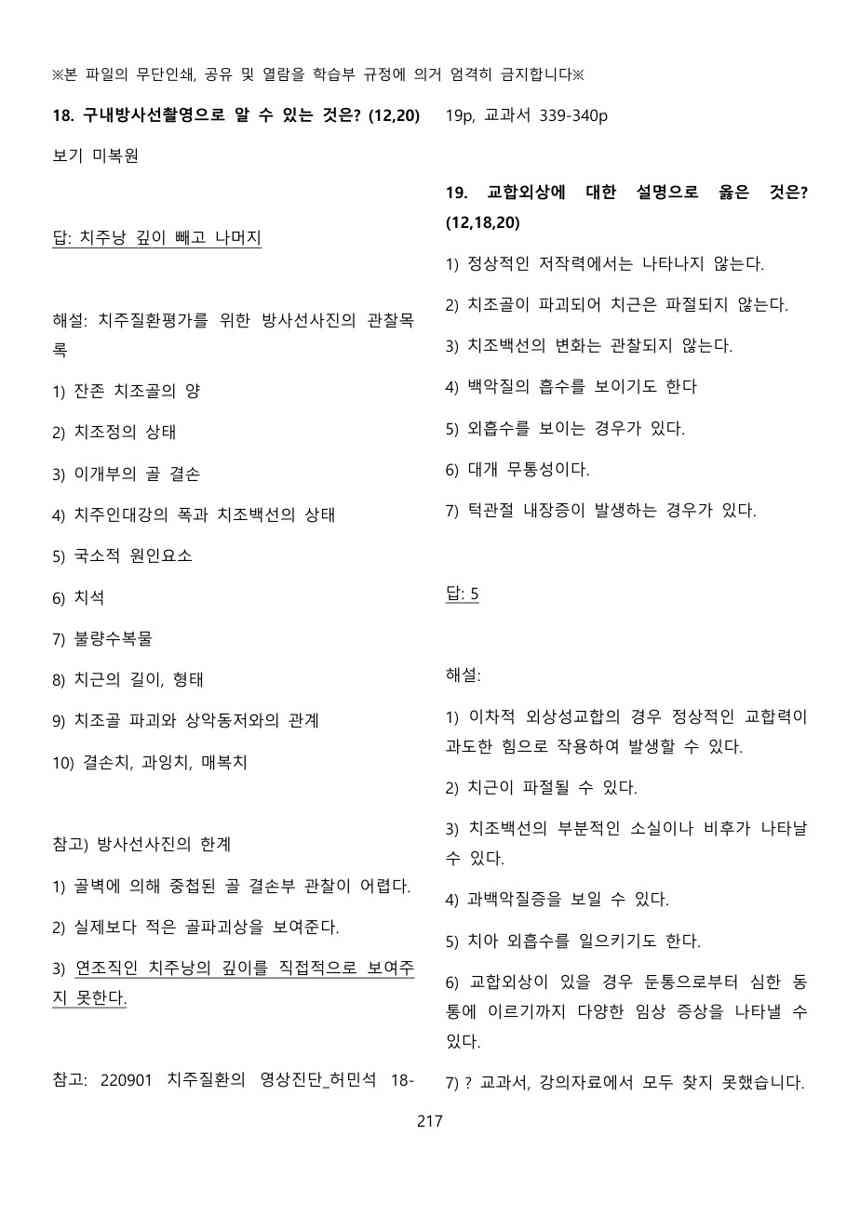 ※본 파일의 무단인쇄, 공유 및 열람을 학습부 규정에 의거 엄격히 금지합니다※
18. 구내방사선촬영으로 알 수 있는 것은? (12,20)
보기 미복원
답: 치주낭 깊이 빼고 나머지
해설: 치주질환평가를 위한 방사선사진의 관찰목
록
1) 잔존 치조골의 양
2) 치조정의 상태
3) 이개부의 골 결손
4) 치주인대강의 폭과 치조백선의 상태
5) 국소적 원인요소
6) 치석
7) 불량수복물
8) 치근의 길이, 형태
9) 치조골 파괴와 상악동저와의 관계
10) 결손치, 과잉치, 매복치
참고) 방사선사진의 한계
1) 골벽에 의해 중첩된 골 결손부 관찰이 어렵다.
2) 실제보다 적은 골파괴상을 보여준다.
3) 연조직인 치주낭의 깊이를 직접적으로 보여주
지 못한다.
참고: 220901 치주질환의 영상진단_허민석 18-
19p, 교과서 339-340p
19. 교합외상에 대한 설명으로 옳은 것은?
(12,18,20)
1) 정상적인 저작력에서는 나타나지 않는다.
2) 치조골이 파괴되어 치근은 파절되지 않는다.
3) 치조백선의 변화는 관찰되지 않는다.
4) 백악질의 흡수를 보이기도 한다
5) 외흡수를 보이는 경우가 있다.
6) 대개 무통성이다.
7) 턱관절 내장증이 발생하는 경우가 있다.
답: 5
해설:
1) 이차적 외상성교합의 경우 정상적인 교합력이
과도한 힘으로 작용하여 발생할 수 있다.
2) 치근이 파절될 수 있다.
3) 치조백선의 부분적인 소실이나 비후가 나타날
수 있다.
4) 과백악질증을 보일 수 있다.
5) 치아 외흡수를 일으키기도 한다.
6) 교합외상이 있을 경우 둔통으로부터 심한 동
통에 이르기까지 다양한 임상 증상을 나타낼 수
있다.
7) ? 교과서, 강의자료에서 모두 찾지 못했습니다.
217